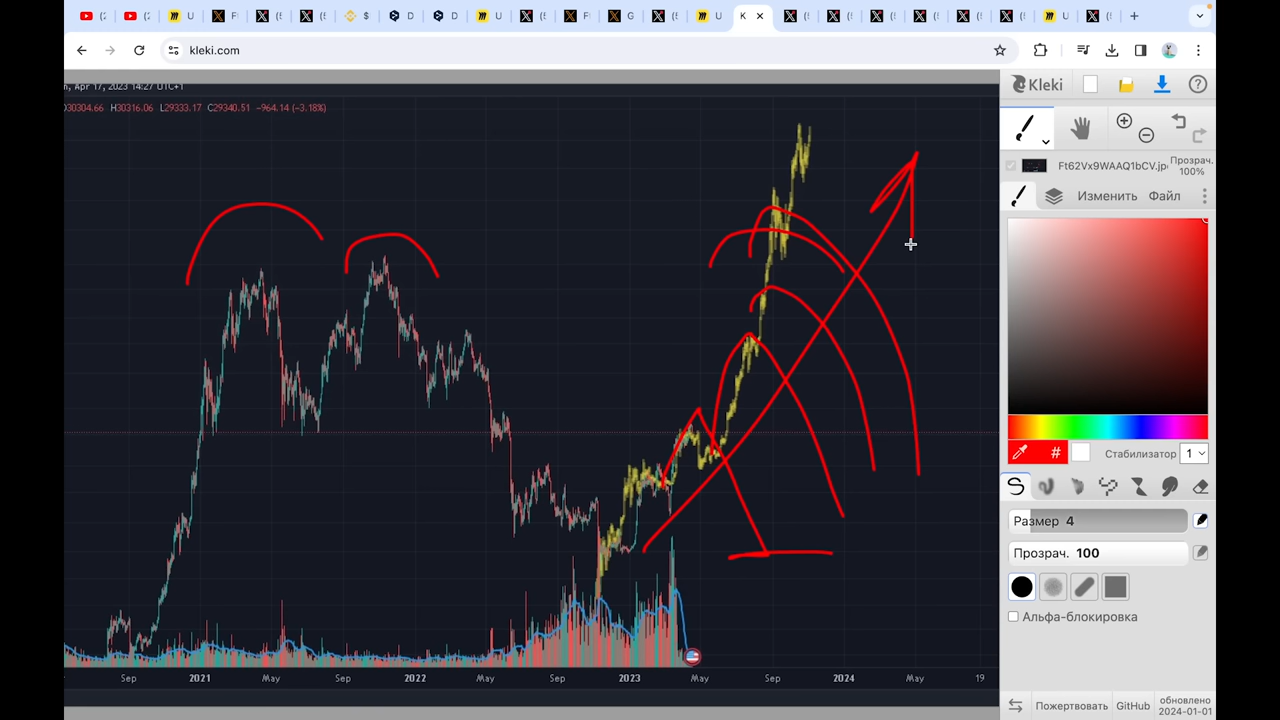 U
F
$
D
D
U
F
G
U
K
U
kleki.com
Apr 17, 2023 14:27 UTC+1
O30304.66 H30316.06 L29333.17 C29340.51 −964.14 (−3.18%)
Kleki
Ft62Vx9WAAQ1bCV.jp
Прозрач.
100%
Изменить Файл
Стабилизатор 1
#
Размер 4
Прозрач. 100
Альфа-блокировка
Sep 2021 May Sep 2022 May Sep 2023 May Sep 2024 May 19
Пожертвовать GitHub обновлено
2024-01-01